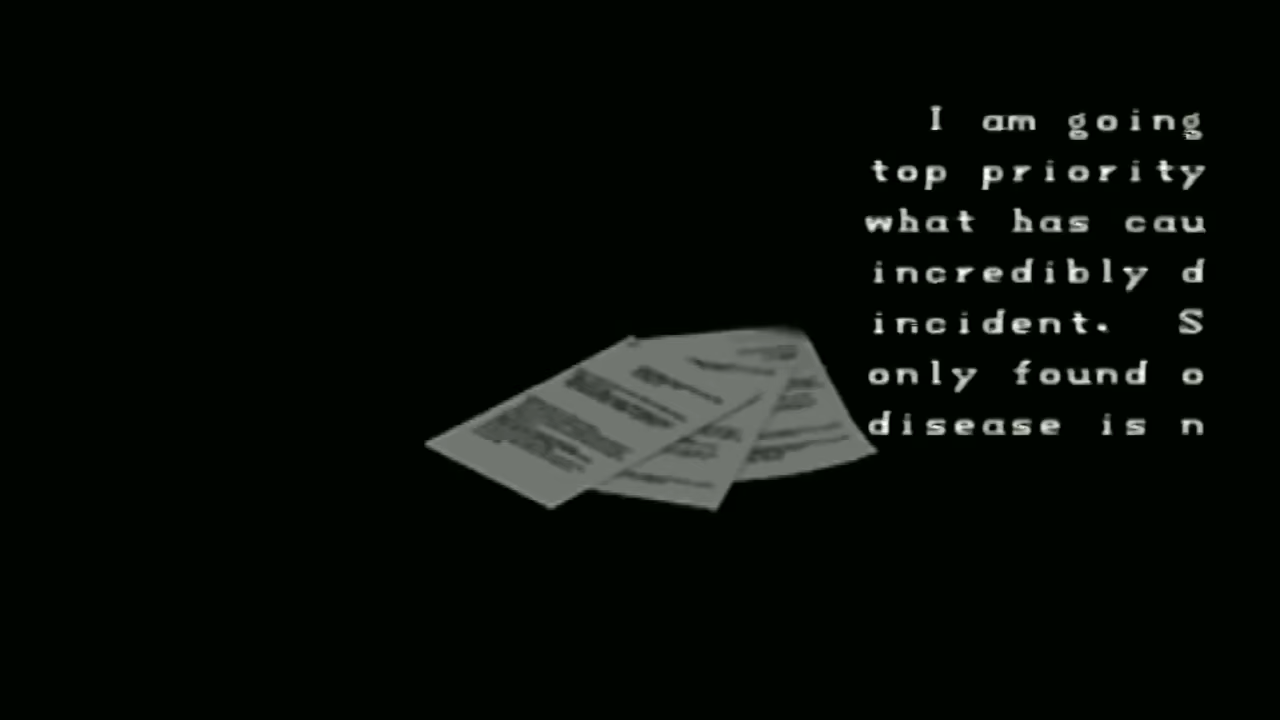 I am going
top priority
what has cau
incredibly d
incident. S
only found o
disease is n